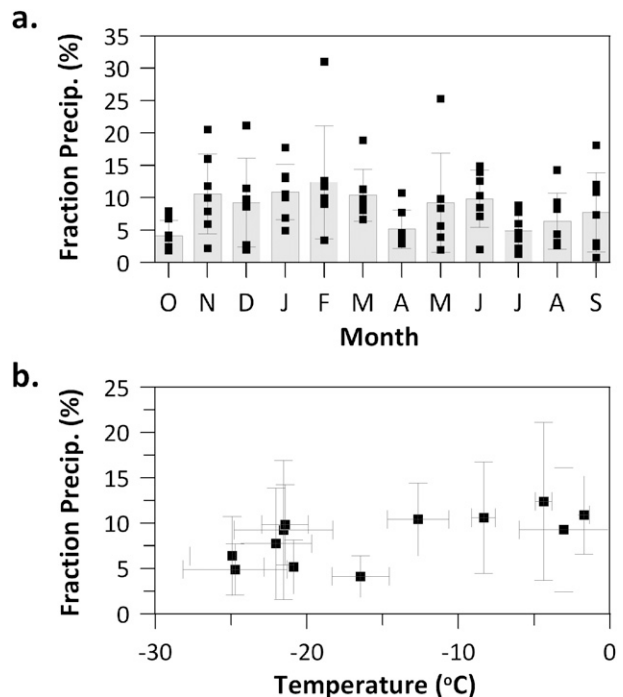 a.
Fraction Precip. (%)
35
30
25
20
15
10
5
0
O N D J F M A M J J A S
Month
b.
Fraction Precip. (%)
25
20
15
10
5
0
-30 -20 -10 0
Temperature (°C)